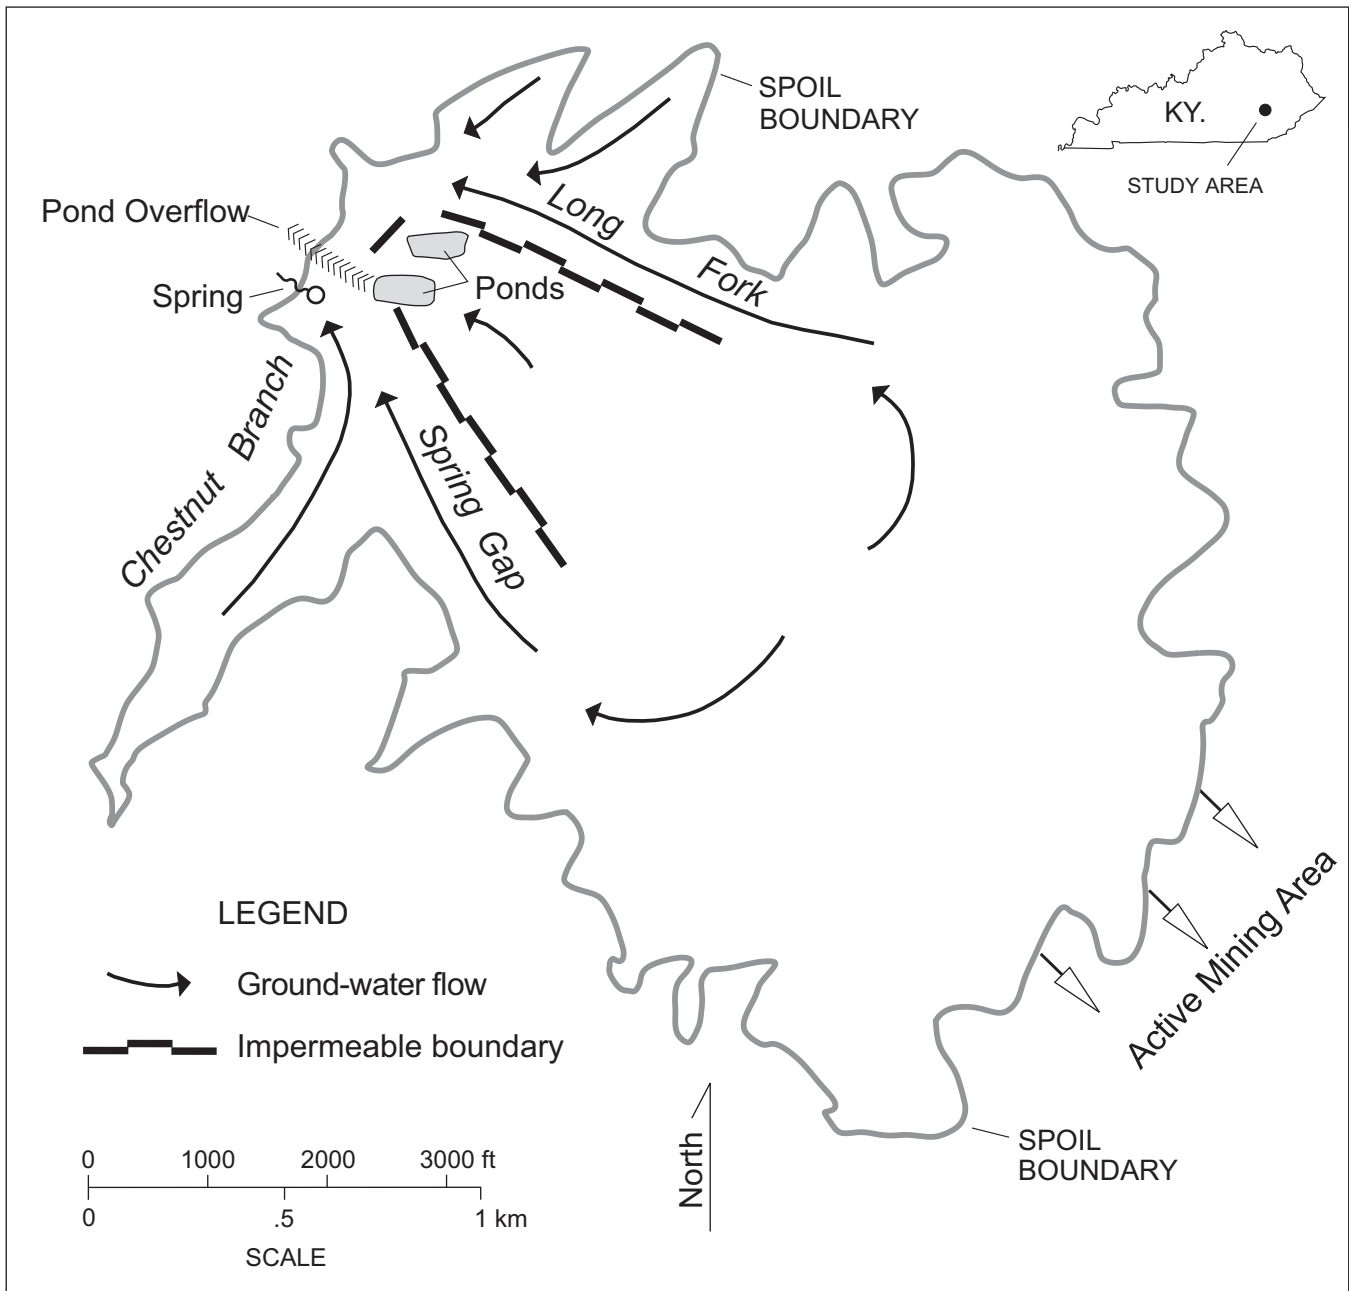 SPOIL
BOUNDARY
KY.
STUDY AREA
Pond Overflow
Long
Fork
Ponds
Spring
Chestnut Branch
Spring Gap
Active Mining Area
LEGEND
Ground-water flow
Impermeable boundary
North
SPOIL
BOUNDARY
0 1000 2000 3000 ft
0 .5 1 km
SCALE